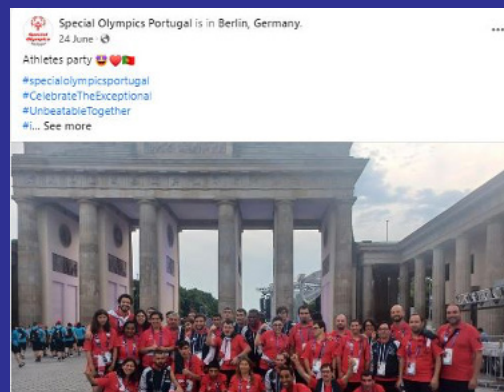 Special Olympics Portugal is in Berlin, Germany.
24 June ·
Athletes party 🤩❤️🇵🇹
#specialolympicsportugal
#CelebrateTheExceptional
#UnbeatableTogether
#i... See more